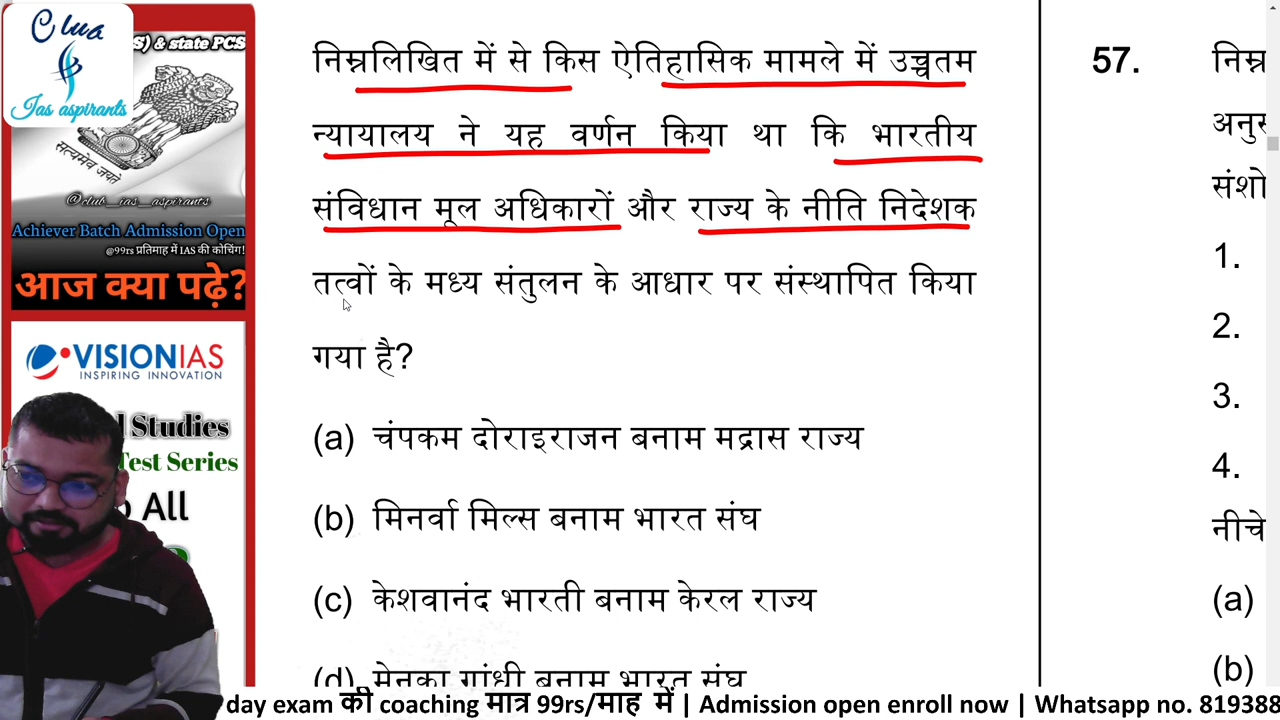 Club
Ias aspirants
S) & state PCS
सत्यमेव जयते
@club_ias_aspirants
Achiever Batch Admission Open
@99rs प्रतिमाह में IAS की कोचिंग!
आज क्या पढ़े?
VISIONIAS
INSPIRING INNOVATION
Studies
Test Series
All
निम्नलिखित में से किस ऐतिहासिक मामले में उच्चतम
न्यायालय ने यह वर्णन किया था कि भारतीय
संविधान मूल अधिकारों और राज्य के नीति निदेशक
तत्वों के मध्य संतुलन के आधार पर संस्थापित किया
गया है?
(a) चंपकम दोराइराजन बनाम मद्रास राज्य
(b) मिनर्वा मिल्स बनाम भारत संघ
(c) केशवानंद भारती बनाम केरल राज्य
(d) मेनका गांधी बनाम भारत संघ
57. निम्न
अनुस
संशो
1.
2.
3.
4.
नीचे
(a)
(b)
day exam की coaching मात्र 99rs/माह में | Admission open enroll now | Whatsapp no. 819388